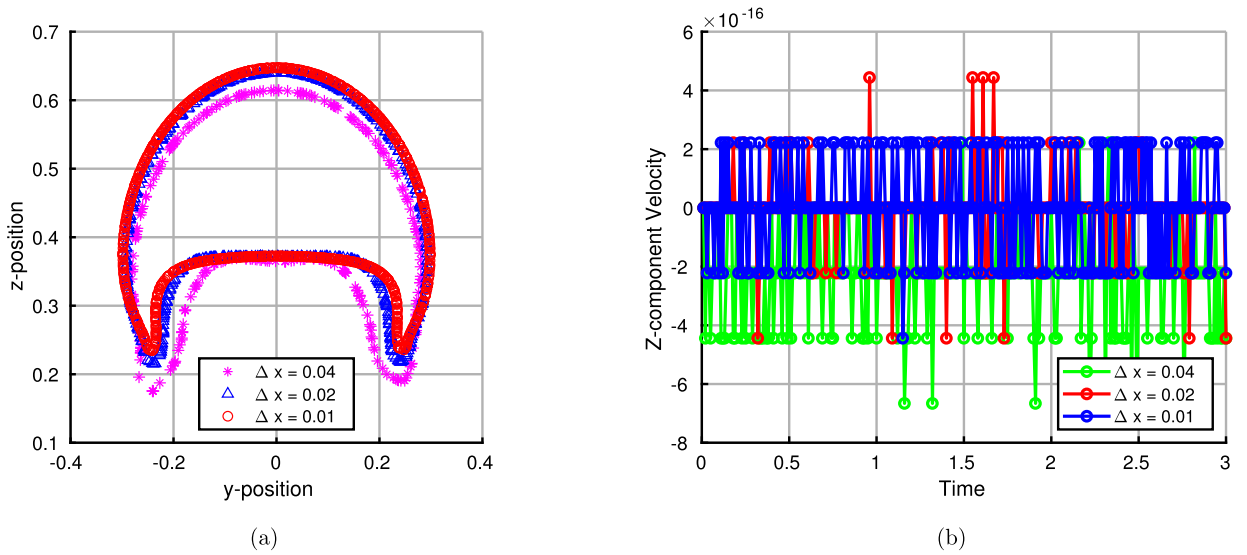 0.7
0.6
0.5
0.4
0.3
0.2
0.1
-0.4
-0.2
0
0.2
0.4
z-position
y-position
Δ x = 0.04
Δ x = 0.02
Δ x = 0.01
(a)
×10⁻¹⁶
6
4
2
0
-2
-4
-6
-8
0
0.5
1
1.5
2
2.5
3
Z-component Velocity
Time
Δ x = 0.04
Δ x = 0.02
Δ x = 0.01
(b)